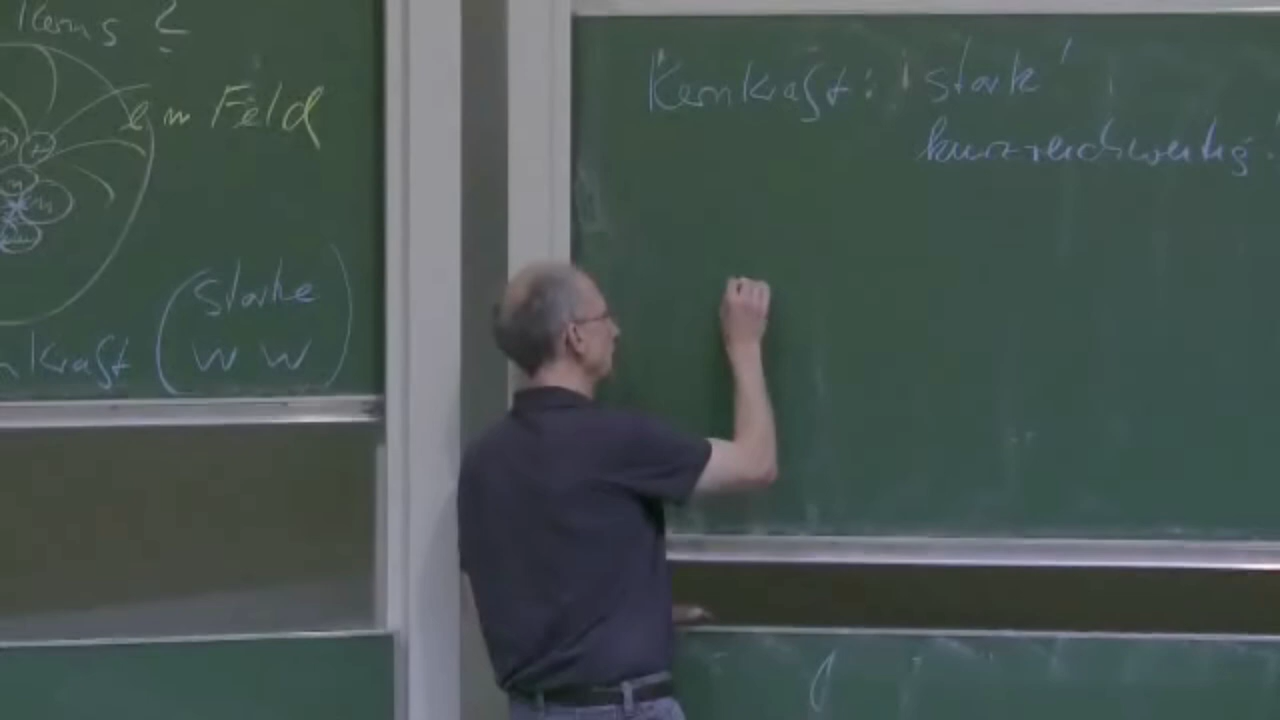 Kerns ?
em Feld
Starke
WW
Kraft
Kernkraft: stark!
kurzreichweitig